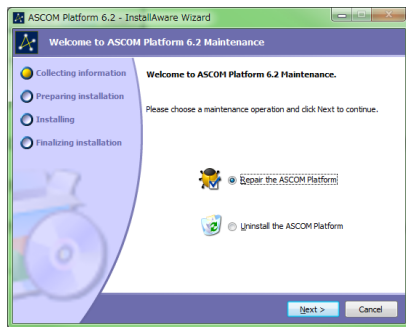 ASCOM Platform 6.2 - InstallAware Wizard
Welcome to ASCOM Platform 6.2 Maintenance
Collecting information
Preparing installation
Installing
Finalizing installation
Welcome to ASCOM Platform 6.2 Maintenance.
Please choose a maintenance operation and click Next to continue.
Repair the ASCOM Platform
Uninstall the ASCOM Platform
Next >
Cancel